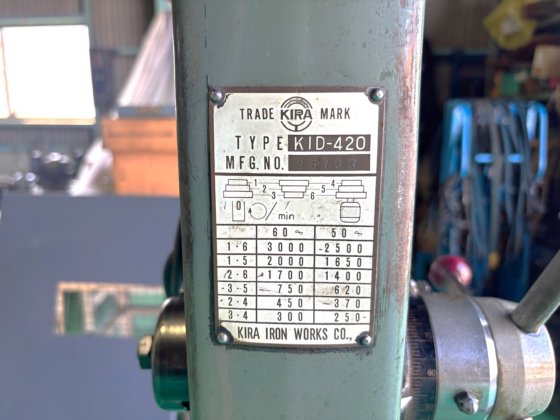 TRADE KIRA MARK
TYPE KID-420
MFG. NO.
1 2 3 4 5 6
0 /min
60~ 50~
1-6 3000 2500
1-5 2000 1650
2-6 1700 1400
3-5 750 620
2-4 450 370
3-4 300 250
KIRA IRON WORKS CO.,